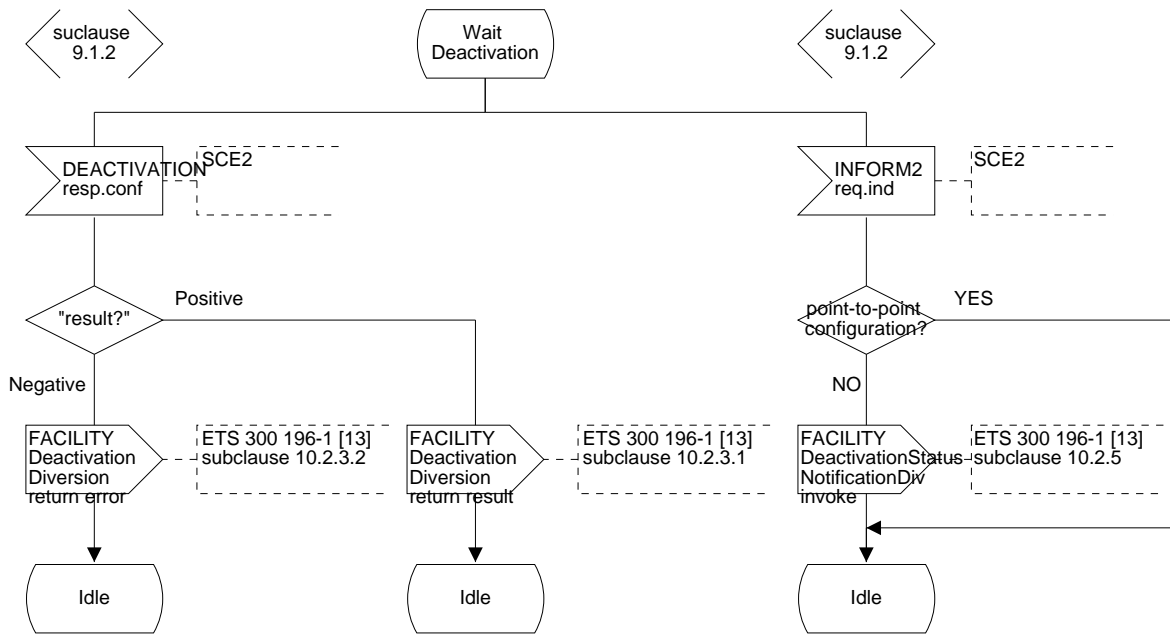 suclause
9.1.2
Wait
Deactivation
suclause
9.1.2
DEACTIVATION
resp.conf
SCE2
INFORM2
req.ind
SCE2
"result?"
Positive
point-to-point
configuration?
YES
Negative
NO
FACILITY
Deactivation
Diversion
return error
ETS 300 196-1 [13]
subclause 10.2.3.2
FACILITY
Deactivation
Diversion
return result
ETS 300 196-1 [13]
subclause 10.2.3.1
FACILITY
DeactivationStatus
NotificationDiv
invoke
ETS 300 196-1 [13]
subclause 10.2.5
Idle
Idle
Idle